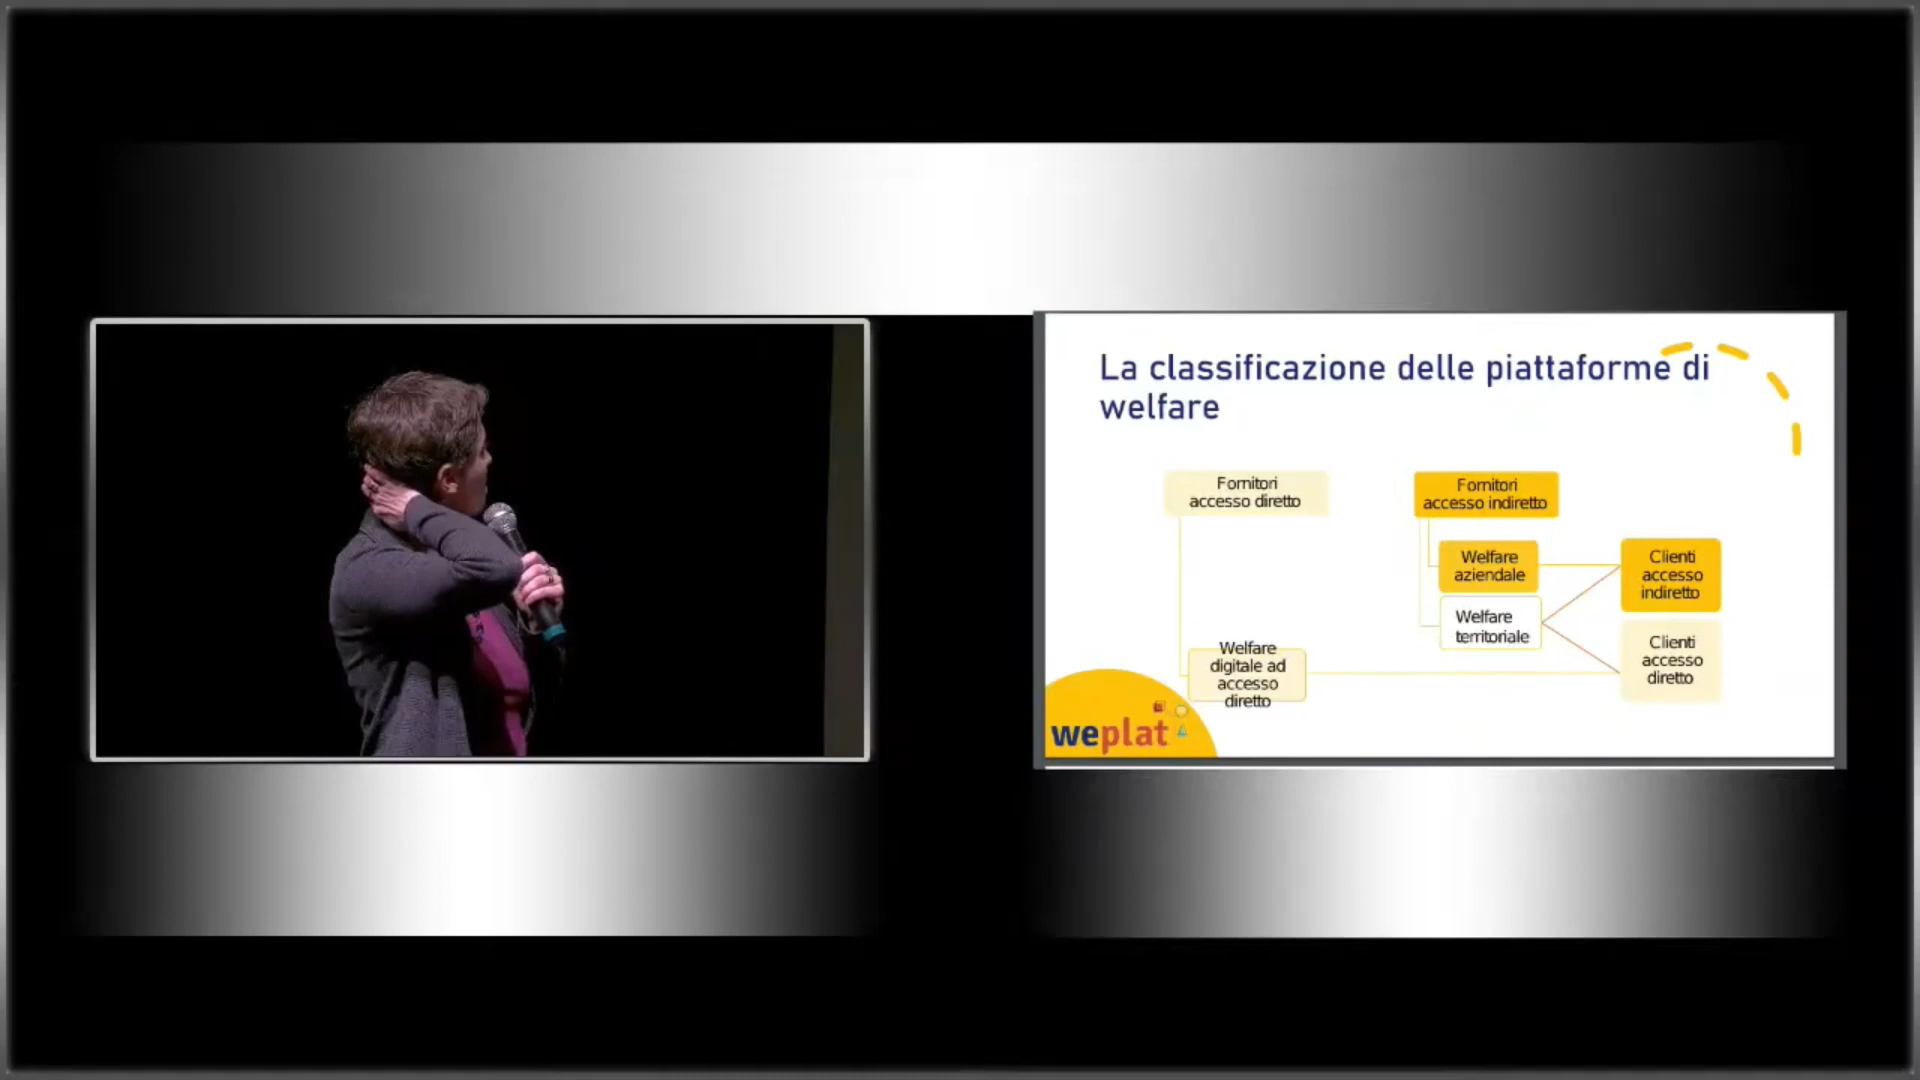 La classificazione delle piattaforme di
welfare
Fornitori
accesso diretto
Fornitori
accesso indiretto
Welfare
aziendale
Clienti
accesso
indiretto
Welfare
territoriale
Clienti
accesso
diretto
Welfare
digitale ad
accesso
diretto
weplat